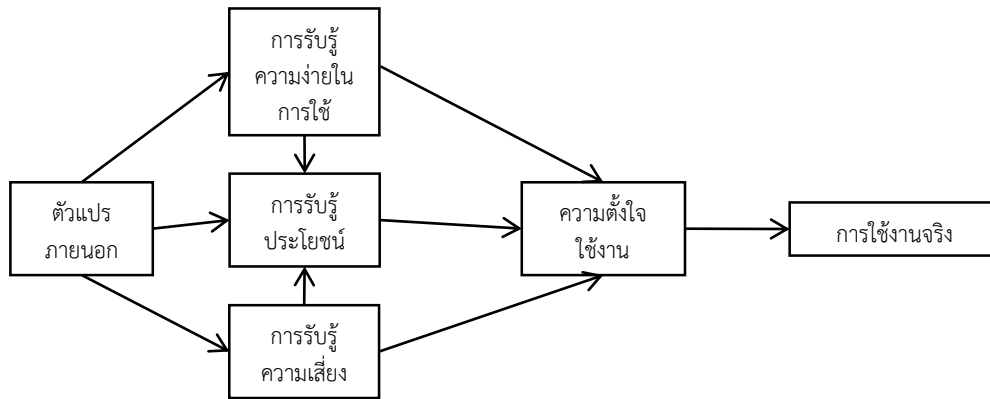 การรับรู้
ความง่ายใน
การใช้
ตัวแปร
ภายนอก
การรับรู้
ประโยชน์
ความตั้งใจ
ใช้งาน
การใช้งานจริง
การรับรู้
ความเสี่ยง